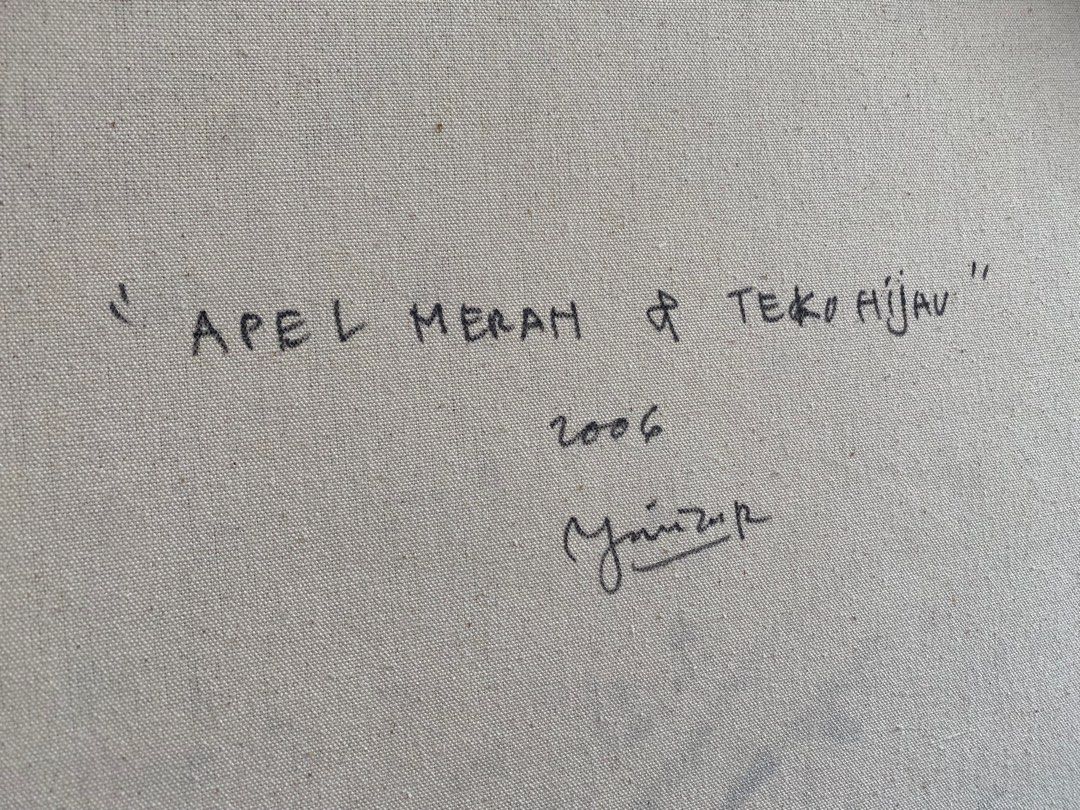 "APEL MERAH & TEKO HijAU"
2006